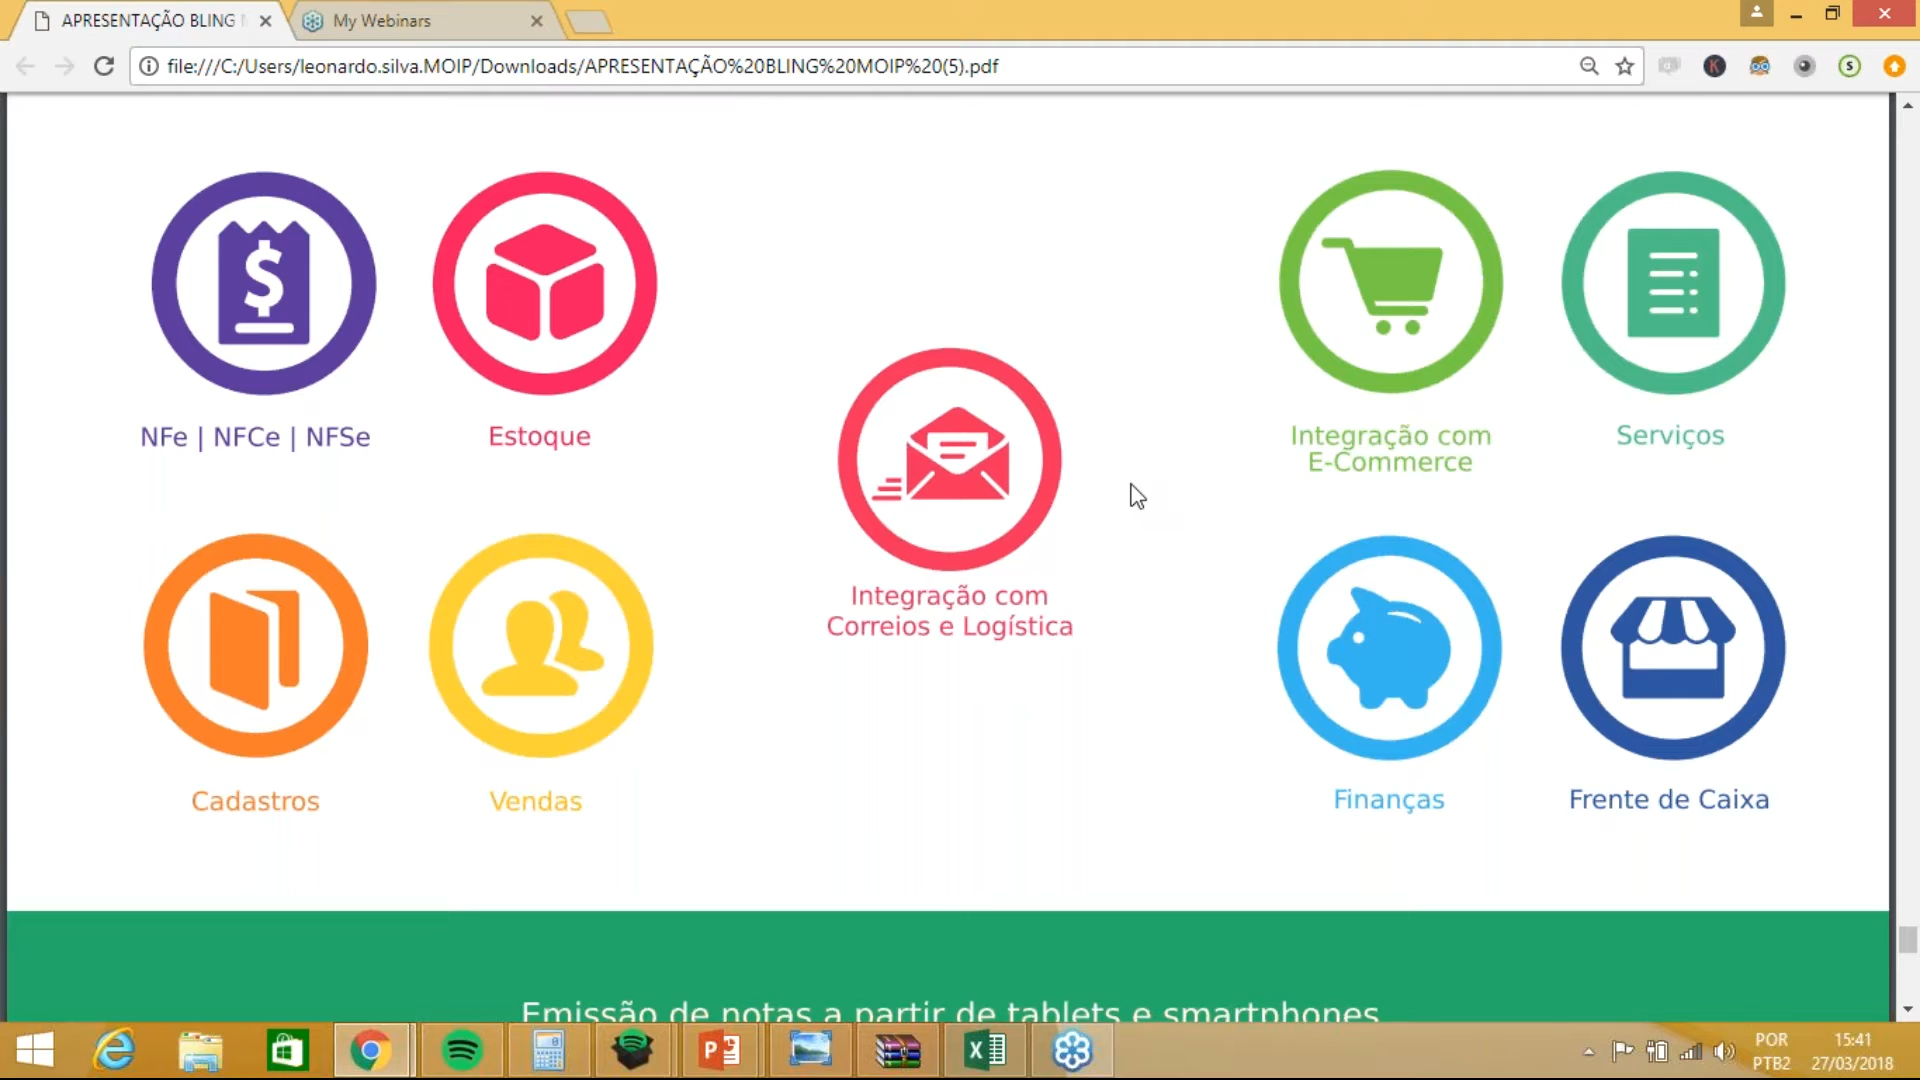 APRESENTAÇÃO BLING
My Webinars
file:///C:/Users/leonardo.silva.MOIP/Downloads/APRESENTAÇÃO%20BLING%20MOIP%20(5).pdf
NFe | NFCe | NFSe
Estoque
Integração com
E-Commerce
Serviços
Integração com
Correios e Logística
Cadastros
Vendas
Finanças
Frente de Caixa
Emissão de notas a partir de tablets e smartphones
POR
PTB2
15:41
27/03/2018